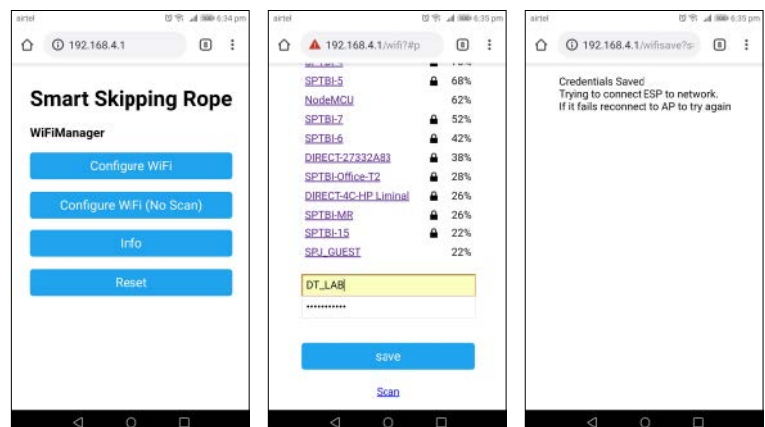 airtel
6:34 pm
192.168.4.1
8
Smart Skipping Rope
WiFiManager
Configure WiFi
Configure WiFi (No Scan)
Info
Reset
airtel
6:35 pm
192.168.4.1/wifi?#p
8
SPTBI-5 68%
NodeMCU 62%
SPTBI-7 52%
SPTBI-6 42%
DIRECT-27332A83 38%
SPTBI-Office-T2 28%
DIRECT-4C-HP Liminal 26%
SPTBI-MR 26%
SPTBI-15 22%
SPJ_GUEST 22%
DT_LAB
•••••••••••
save
Scan
airtel
6:35 pm
192.168.4.1/wifisave?s
8
Credentials Saved
Trying to connect ESP to network.
If it fails reconnect to AP to try again